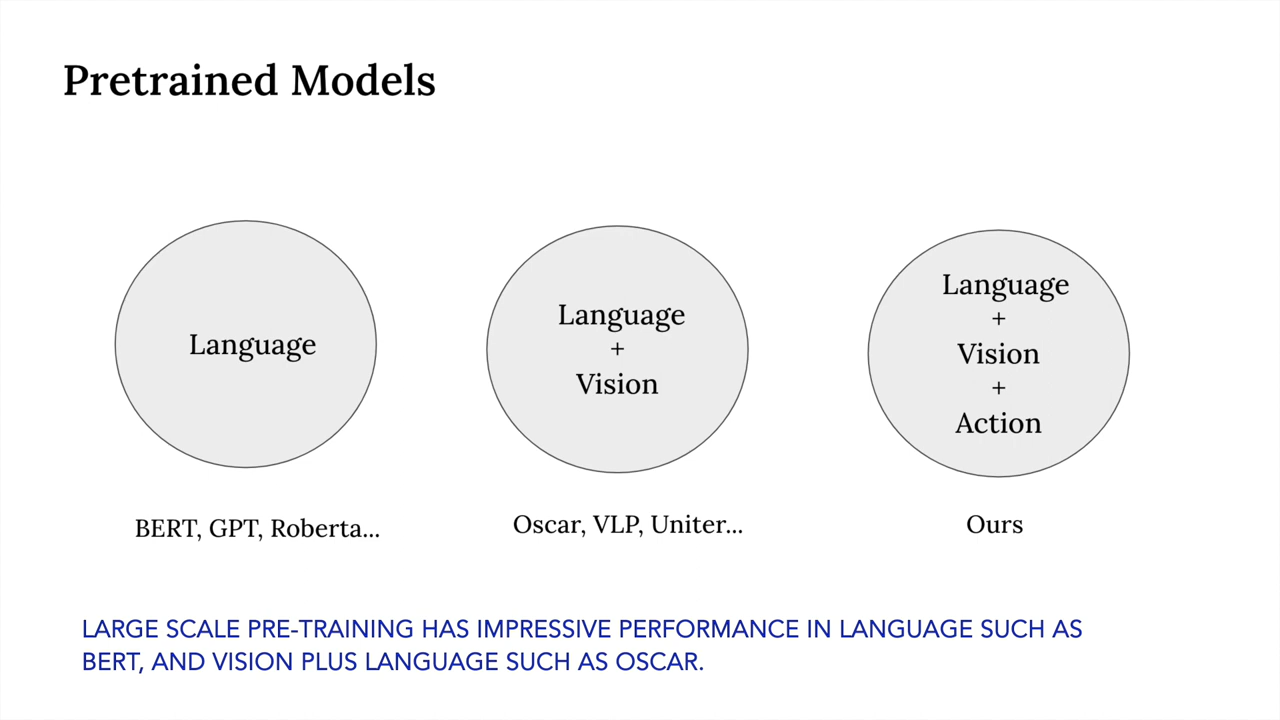 Pretrained Models
Language
Language
+
Vision
Language
+
Vision
+
Action
BERT, GPT, Roberta...
Oscar, VLP, Uniter...
Ours
LARGE SCALE PRE-TRAINING HAS IMPRESSIVE PERFORMANCE IN LANGUAGE SUCH AS
BERT, AND VISION PLUS LANGUAGE SUCH AS OSCAR.